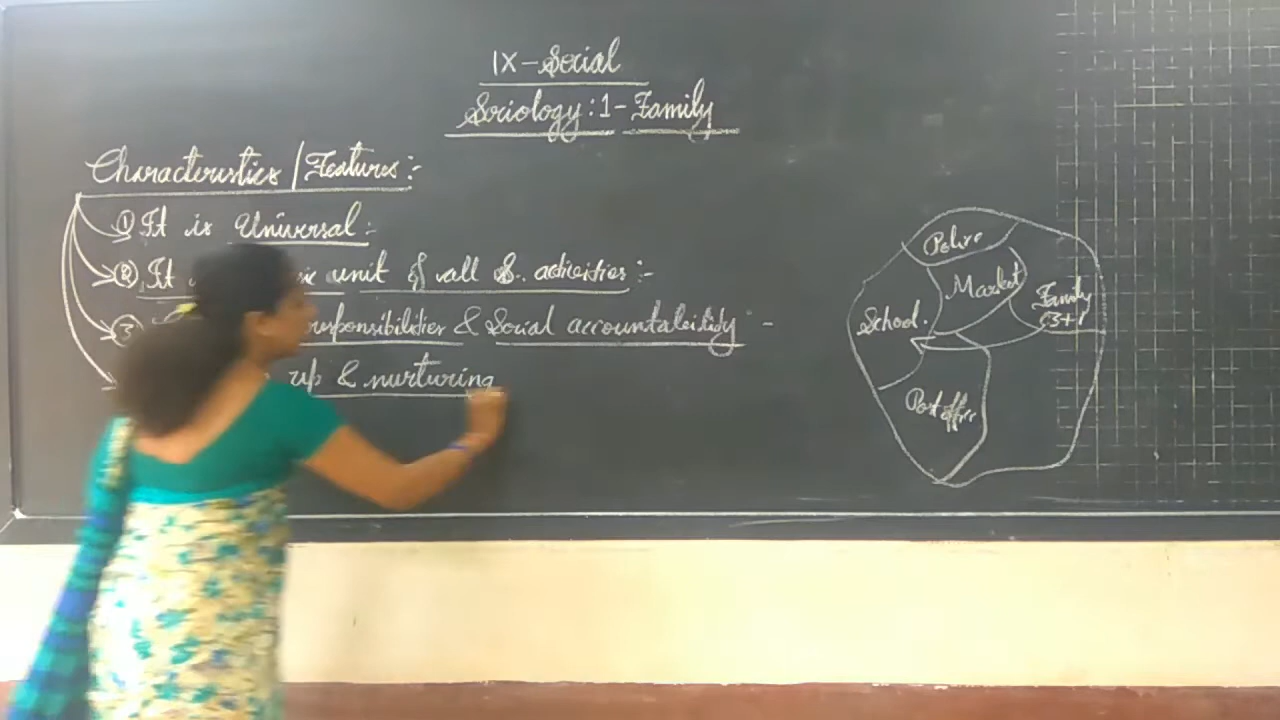 IX - Social
Sociology : 1 - Family
Characteristics / Features :-
① It is Universal :-
② It unit of all S. activities :-
③ responsibilities & Social accountability :-
up & nurturing
Police
Market
Family
3+1
School.
Post office